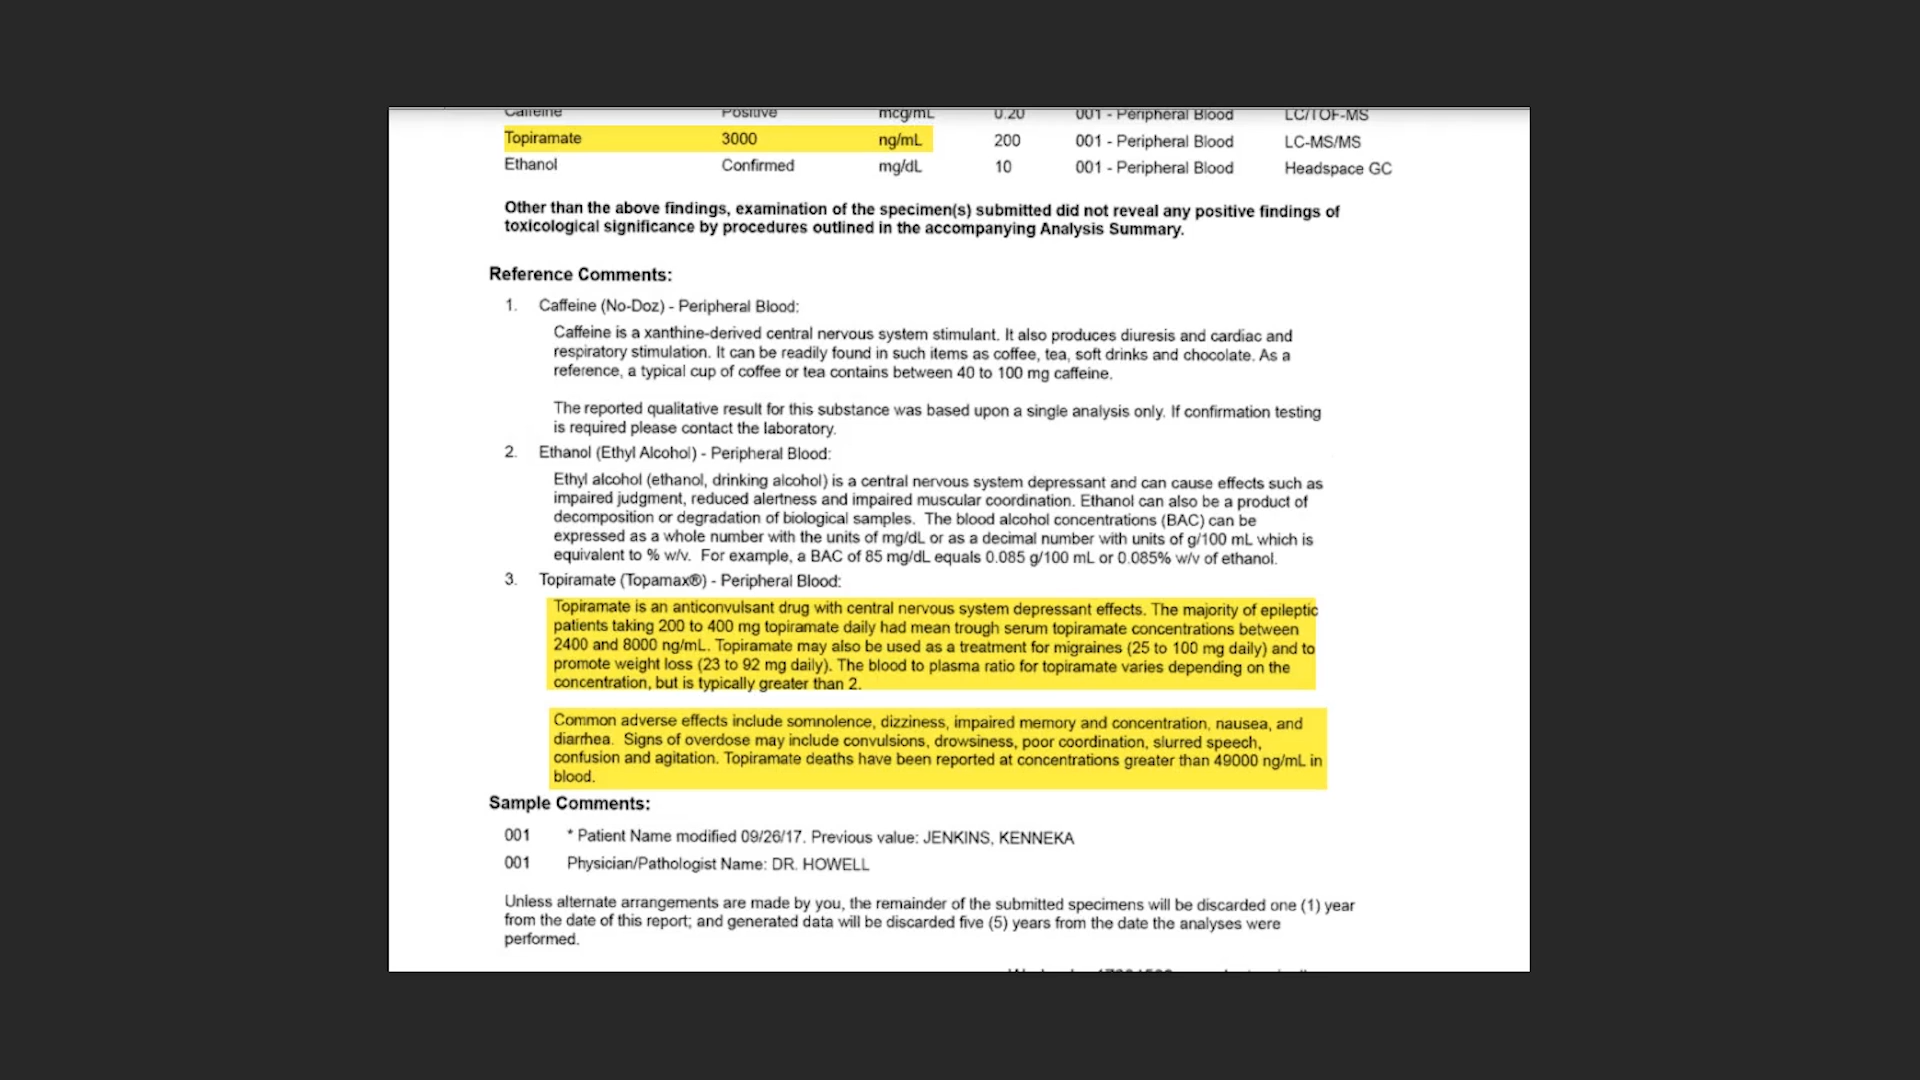 Caffeine Positive mcg/mL 0.20 001 - Peripheral Blood LC/TOF-MS
Topiramate 3000 ng/mL 200 001 - Peripheral Blood LC-MS/MS
Ethanol Confirmed mg/dL 10 001 - Peripheral Blood Headspace GC
Other than the above findings, examination of the specimen(s) submitted did not reveal any positive findings of
toxicological significance by procedures outlined in the accompanying Analysis Summary.
Reference Comments:
1. Caffeine (No-Doz) - Peripheral Blood:
Caffeine is a xanthine-derived central nervous system stimulant. It also produces diuresis and cardiac and
respiratory stimulation. It can be readily found in such items as coffee, tea, soft drinks and chocolate. As a
reference, a typical cup of coffee or tea contains between 40 to 100 mg caffeine.
The reported qualitative result for this substance was based upon a single analysis only. If confirmation testing
is required please contact the laboratory.
2. Ethanol (Ethyl Alcohol) - Peripheral Blood:
Ethyl alcohol (ethanol, drinking alcohol) is a central nervous system depressant and can cause effects such as
impaired judgment, reduced alertness and impaired muscular coordination. Ethanol can also be a product of
decomposition or degradation of biological samples. The blood alcohol concentrations (BAC) can be
expressed as a whole number with the units of mg/dL or as a decimal number with units of g/100 mL which is
equivalent to % w/v. For example, a BAC of 85 mg/dL equals 0.085 g/100 mL or 0.085% w/v of ethanol.
3. Topiramate (Topamax®) - Peripheral Blood:
Topiramate is an anticonvulsant drug with central nervous system depressant effects. The majority of epileptic
patients taking 200 to 400 mg topiramate daily had mean trough serum topiramate concentrations between
2400 and 8000 ng/mL. Topiramate may also be used as a treatment for migraines (25 to 100 mg daily) and to
promote weight loss (23 to 92 mg daily). The blood to plasma ratio for topiramate varies depending on the
concentration, but is typically greater than 2.
Common adverse effects include somnolence, dizziness, impaired memory and concentration, nausea, and
diarrhea. Signs of overdose may include convulsions, drowsiness, poor coordination, slurred speech,
confusion and agitation. Topiramate deaths have been reported at concentrations greater than 49000 ng/mL in
blood.
Sample Comments:
001 * Patient Name modified 09/26/17. Previous value: JENKINS, KENNEKA
001 Physician/Pathologist Name: DR. HOWELL
Unless alternate arrangements are made by you, the remainder of the submitted specimens will be discarded one (1) year
from the date of this report; and generated data will be discarded five (5) years from the date the analyses were
performed.